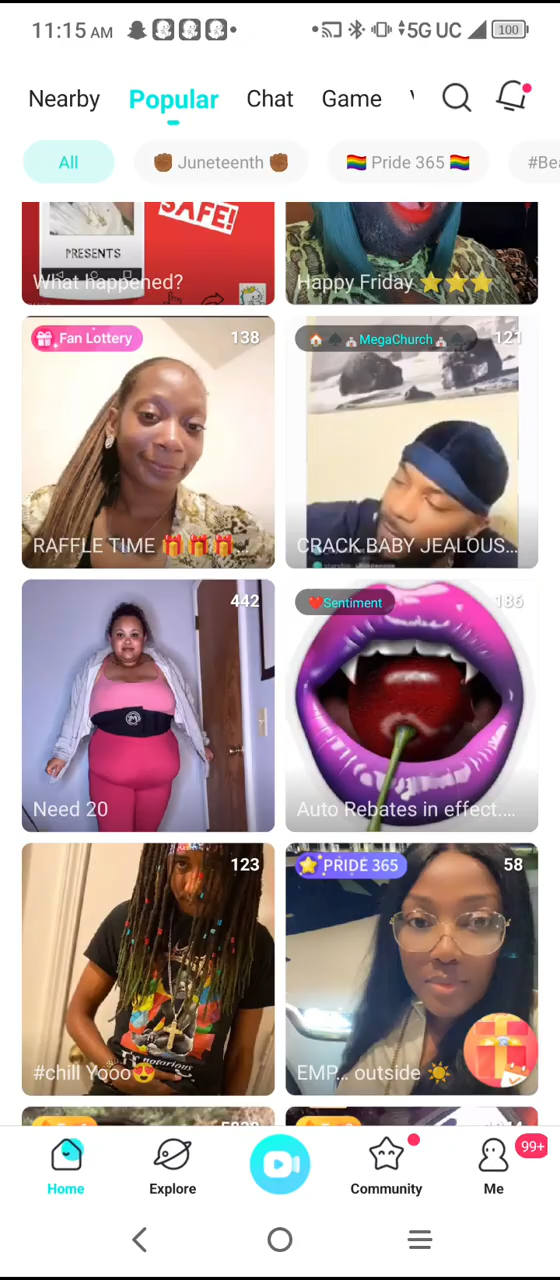 11:15 AM
5G UC
100
Nearby
Popular
Chat
Game
All
✊🏾 Juneteenth ✊🏾
🏳️‍🌈 Pride 365 🏳️‍🌈
#Bea
SAFE!
PRESENTS
What happened?
Happy Friday ⭐⭐⭐
Fan Lottery
138
RAFFLE TIME 🎁🎁🎁...
MegaChurch
121
CRACK BABY JEALOUS...
442
Need 20
❤️Sentiment
186
Auto Rebates in effect....
123
notorious
#chill Yooo😍
PRIDE 365
58
EMP... outside ☀️
Home
Explore
Community
Me
99+